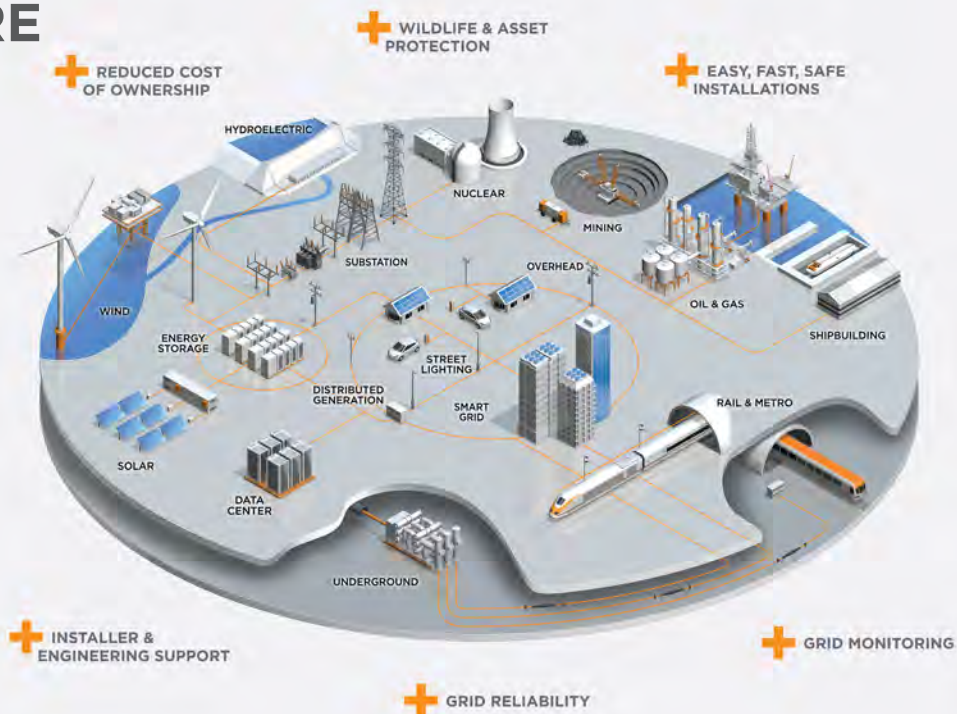 RE
WILDLIFE & ASSET
PROTECTION
REDUCED COST
OF OWNERSHIP
EASY, FAST, SAFE
INSTALLATIONS
HYDROELECTRIC
NUCLEAR
MINING
SUBSTATION
OVERHEAD
OIL & GAS
WIND
SHIPBUILDING
ENERGY
STORAGE
STREET
LIGHTING
DISTRIBUTED
GENERATION
SMART
GRID
RAIL & METRO
SOLAR
DATA
CENTER
UNDERGROUND
INSTALLER &
ENGINEERING SUPPORT
GRID MONITORING
GRID RELIABILITY